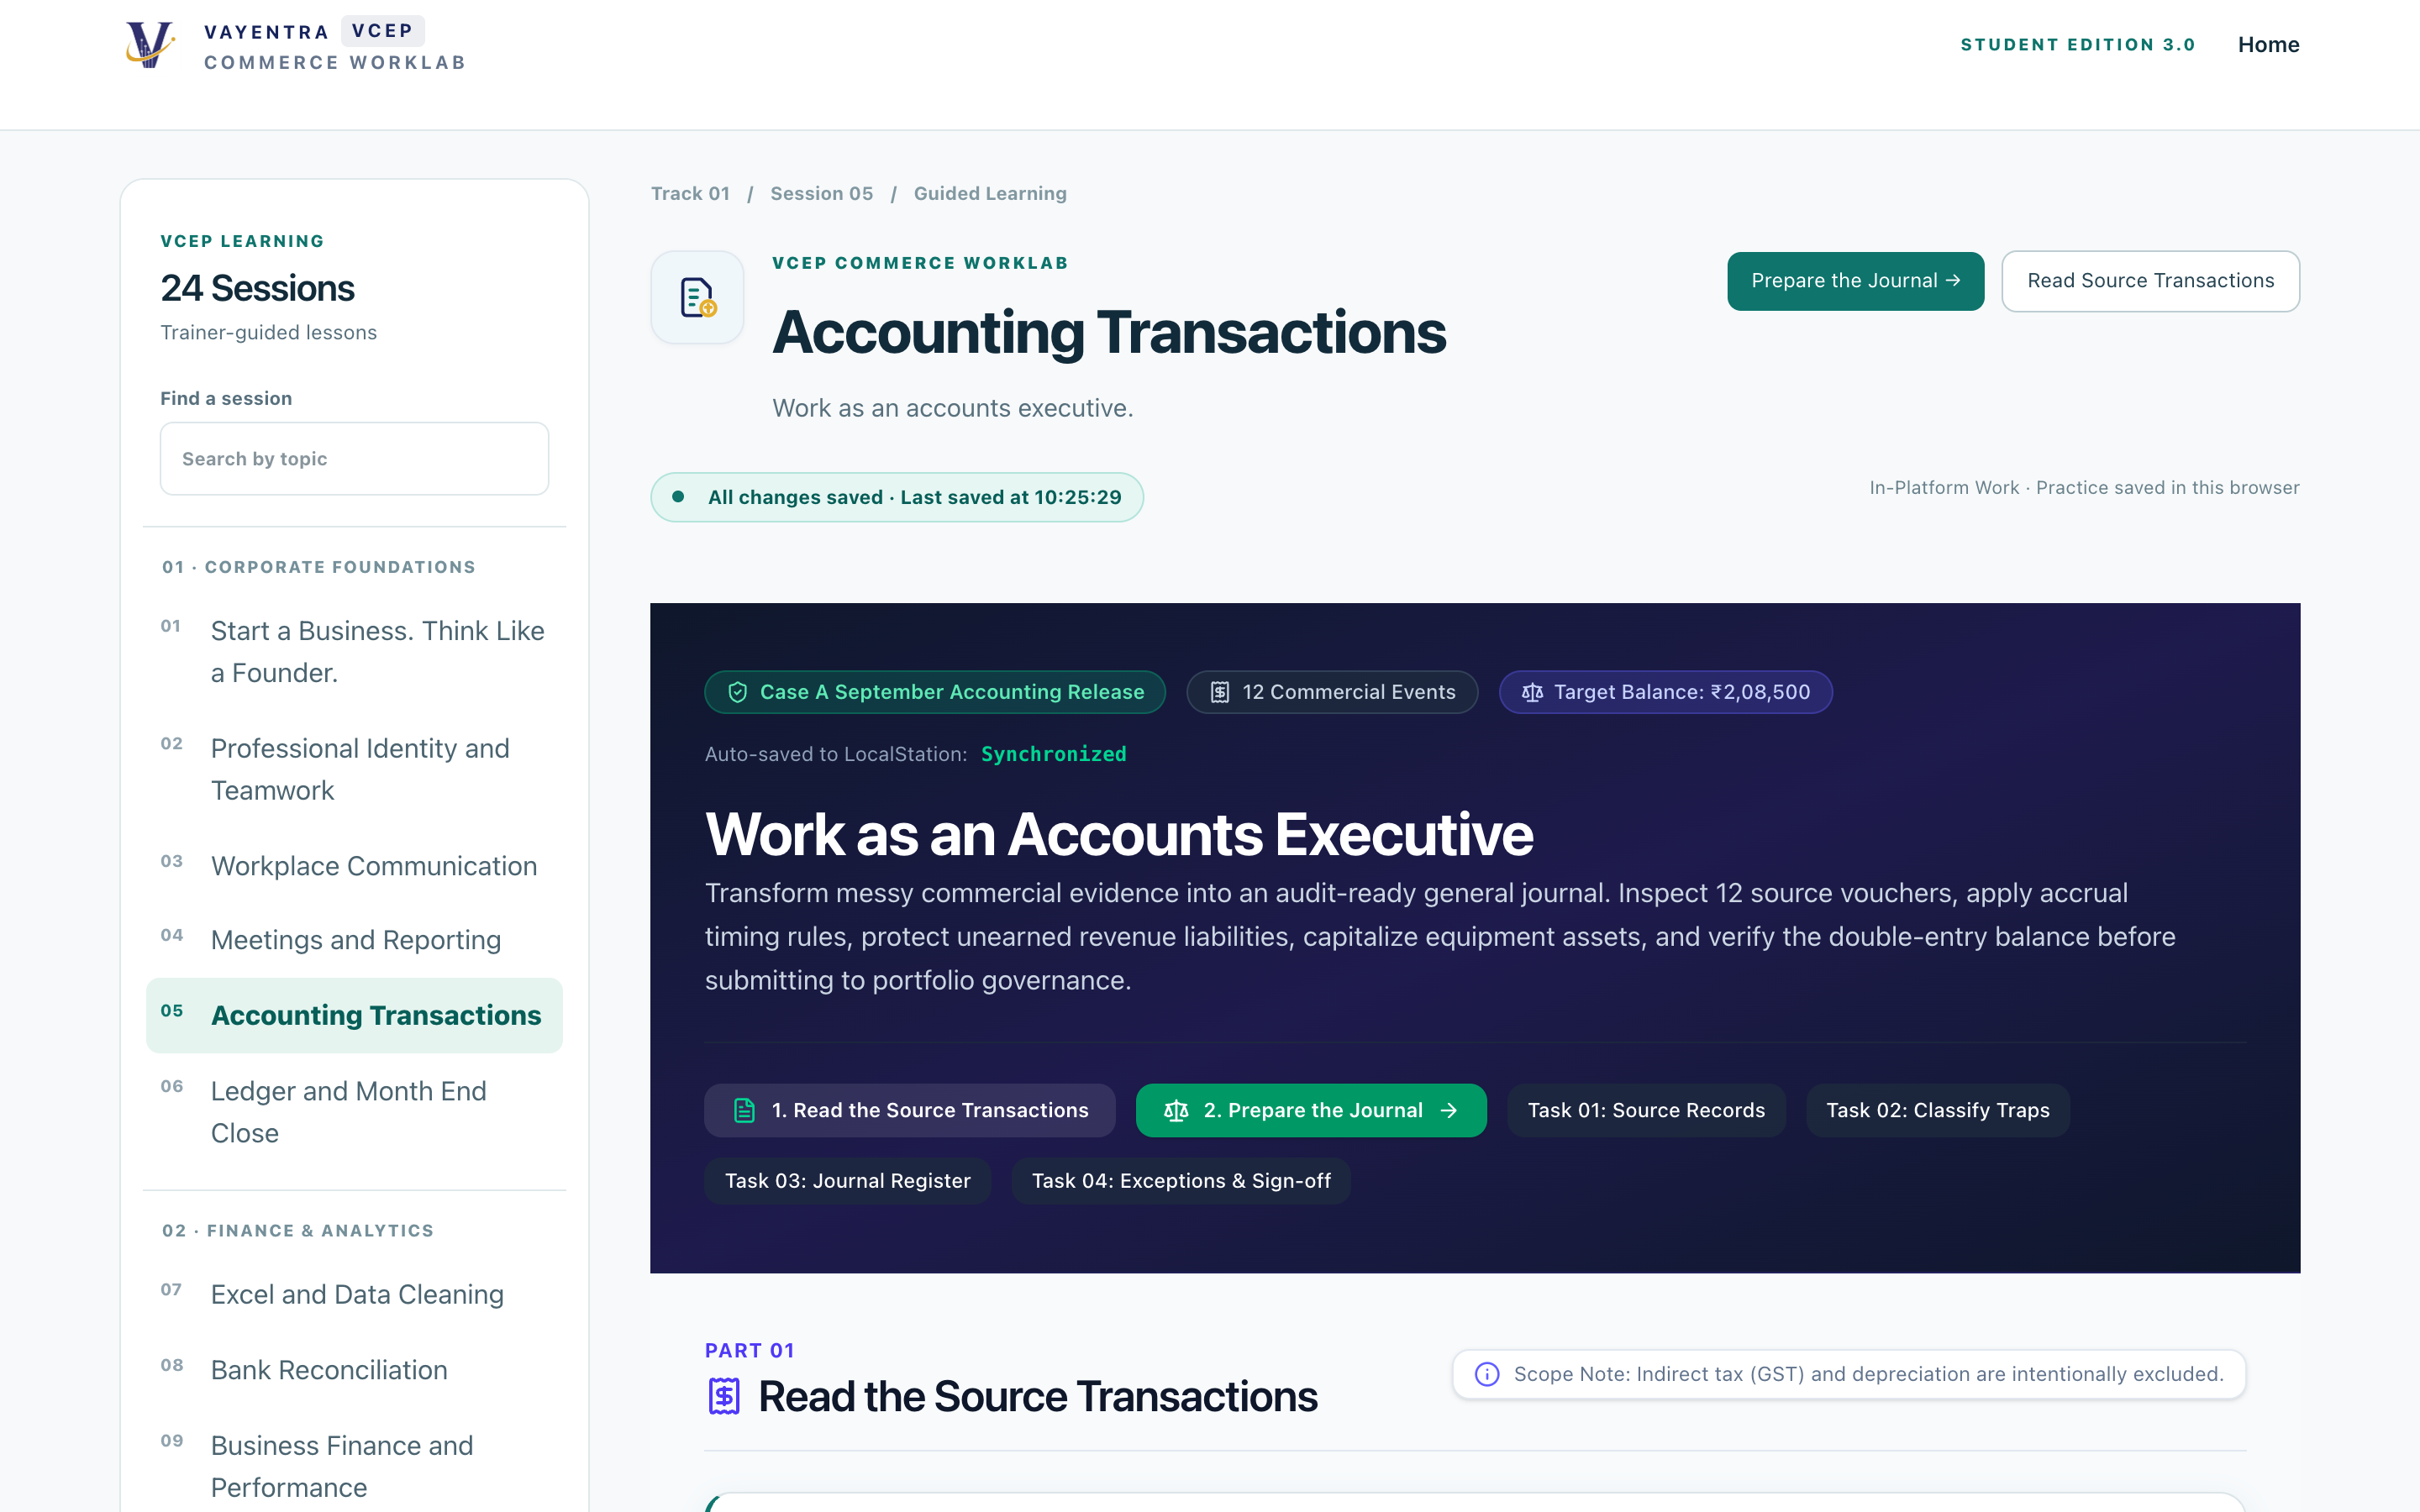 VAYENTRA VCEP
COMMERCE WORKLAB
STUDENT EDITION 3.0
Home
VCEP LEARNING
24 Sessions
Trainer-guided lessons
Find a session
Search by topic
01 · CORPORATE FOUNDATIONS
01 Start a Business. Think Like
a Founder.
02 Professional Identity and
Teamwork
03 Workplace Communication
04 Meetings and Reporting
05 Accounting Transactions
06 Ledger and Month End
Close
02 · FINANCE & ANALYTICS
07 Excel and Data Cleaning
08 Bank Reconciliation
09 Business Finance and
Performance
Track 01 / Session 05 / Guided Learning
VCEP COMMERCE WORKLAB
Accounting Transactions
Work as an accounts executive.
Prepare the Journal →
Read Source Transactions
All changes saved · Last saved at 10:25:29
In-Platform Work · Practice saved in this browser
Case A September Accounting Release
12 Commercial Events
Target Balance: ₹2,08,500
Auto-saved to LocalStation: Synchronized
Work as an Accounts Executive
Transform messy commercial evidence into an audit-ready general journal. Inspect 12 source vouchers, apply accrual
timing rules, protect unearned revenue liabilities, capitalize equipment assets, and verify the double-entry balance before
submitting to portfolio governance.
1. Read the Source Transactions
2. Prepare the Journal →
Task 01: Source Records
Task 02: Classify Traps
Task 03: Journal Register
Task 04: Exceptions & Sign-off
PART 01
Read the Source Transactions
Scope Note: Indirect tax (GST) and depreciation are intentionally excluded.